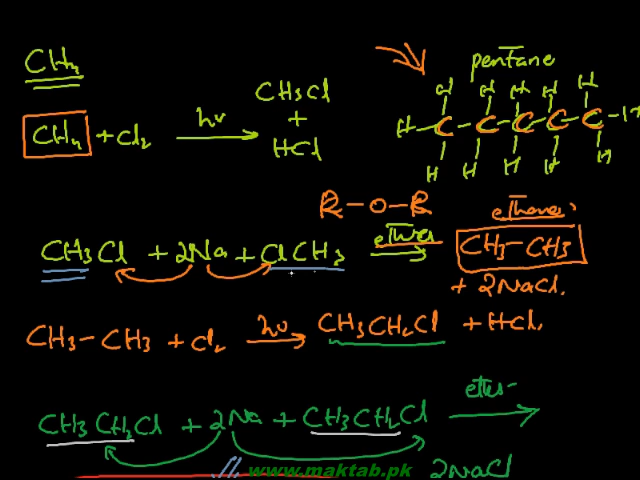 CH₄
pentane
CH₄ + Cl₂ hν CH₃Cl + HCl
H H H H H
H-C-C-C-C-C-H
H H H H H
R-O-R
CH₃Cl + 2Na + ClCH₃ ether CH₃-CH₃
+ 2NaCl.
CH₃-CH₃ + Cl₂ hν CH₃CH₂Cl + HCl.
CH₃CH₂Cl + 2Na + CH₃CH₂Cl ether
www.maktab.pk
2NaCl